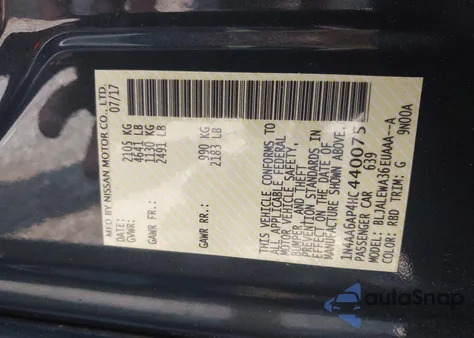 MFD BY NISSAN MOTOR CO., LTD.
07/17
GVWR: 2105 KG
4641 LB
GAWR FR: 1130 KG
2491 LB
GAWR RR: 990 KG
2183 LB
THIS VEHICLE CONFORMS TO
ALL APPLICABLE FEDERAL
MOTOR VEHICLE SAFETY,
BUMPER, AND THEFT
PREVENTION STANDARDS IN
EFFECT ON THE DATE OF
MANUFACTURE SHOWN ABOVE.
1N4AA6AP4HC440075
PASSENGER CAR 639
MODEL: BLJALEWA36EUAAA--A
COLOR: RBD TRIM: G 9N00A
autoSnap